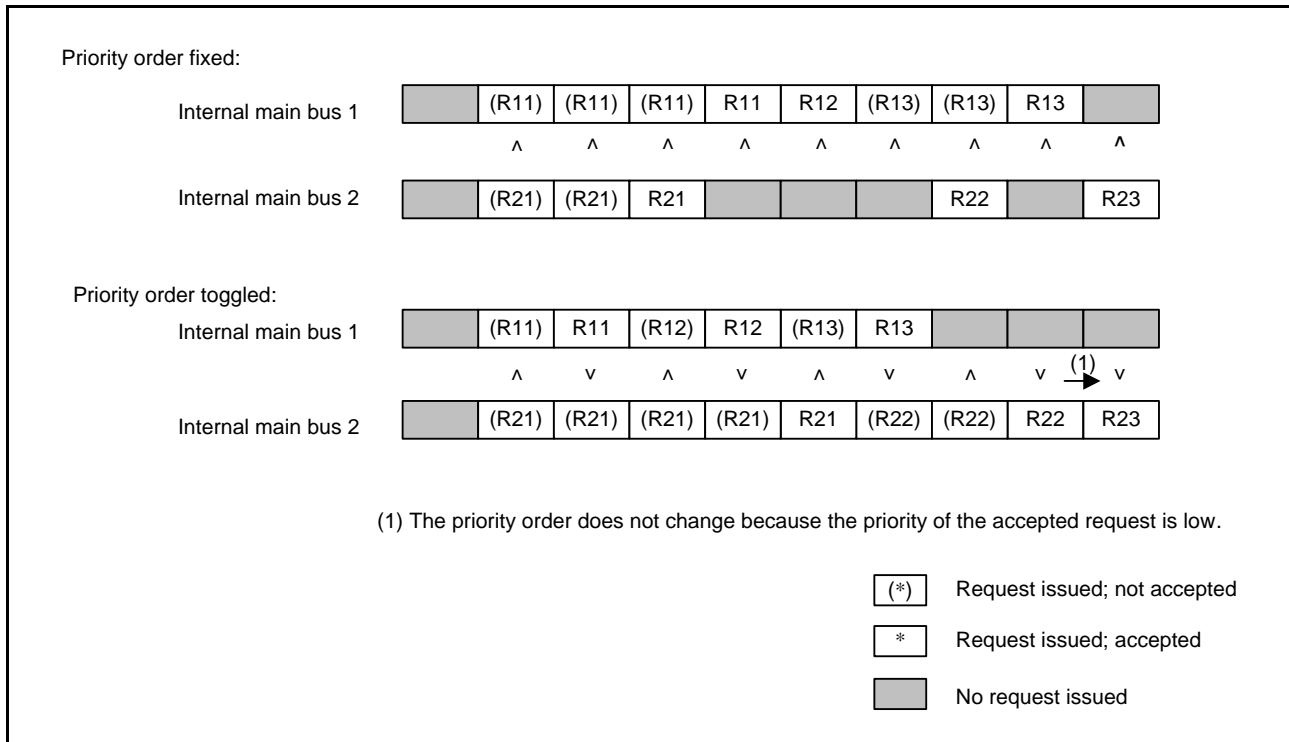 Priority order fixed:
Internal main bus 1 (R11) (R11) (R11) R11 R12 (R13) (R13) R13
∧ ∧ ∧ ∧ ∧ ∧ ∧ ∧ ∧
Internal main bus 2 (R21) (R21) R21 R22 R23
Priority order toggled:
Internal main bus 1 (R11) R11 (R12) R12 (R13) R13
∧ ∨ ∧ ∨ ∧ ∨ ∧ ∨ (1) ∨
Internal main bus 2 (R21) (R21) (R21) (R21) R21 (R22) (R22) R22 R23
(1) The priority order does not change because the priority of the accepted request is low.
(*) Request issued; not accepted
* Request issued; accepted
No request issued